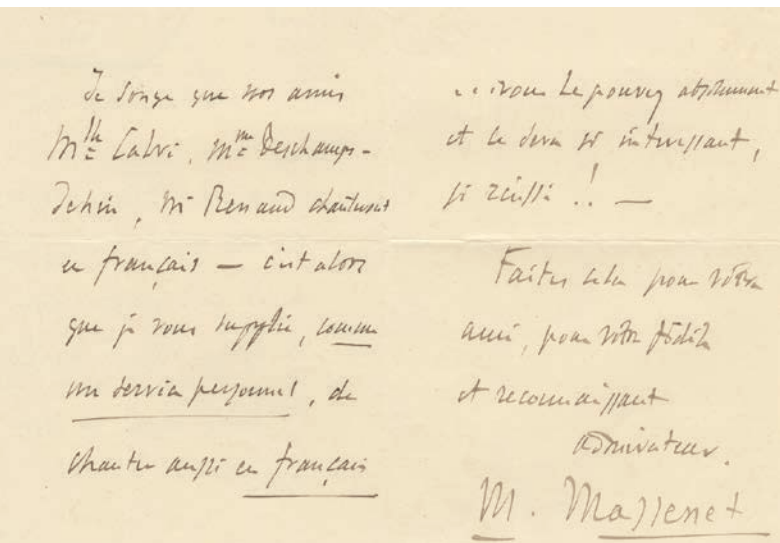 Je songe que nos amis
Mlle Calvé, Mme Deschamps-
Jehin, Mr Renaud chanteront
en français — c'est alors
que je vous supplie, comme
un service personnel, de
chanter aussi en français
... vous le pouvez absolument
et ce sera si intéressant,
si réussi !! —
Faites cela pour votre
ami, pour votre fidèle
et reconnaissant
admirateur.
M. Massenet